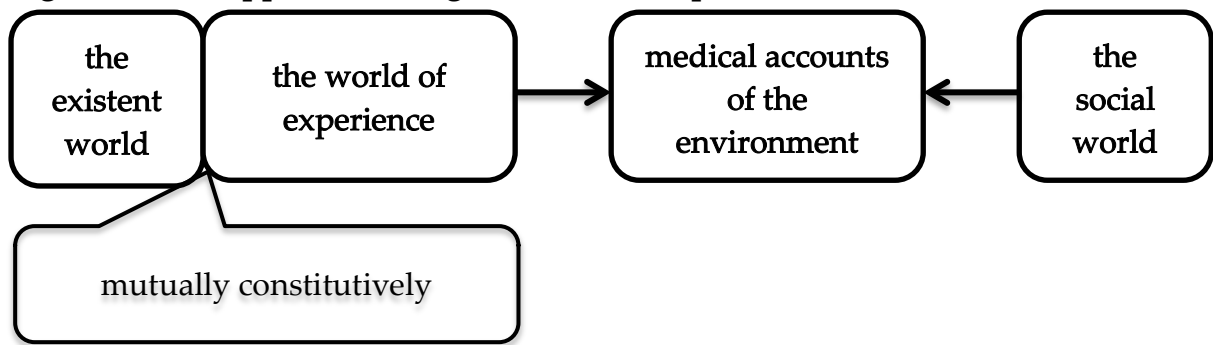 the
existent
world
the world of
experience
medical accounts
of the
environment
the
social
world
mutually constitutively